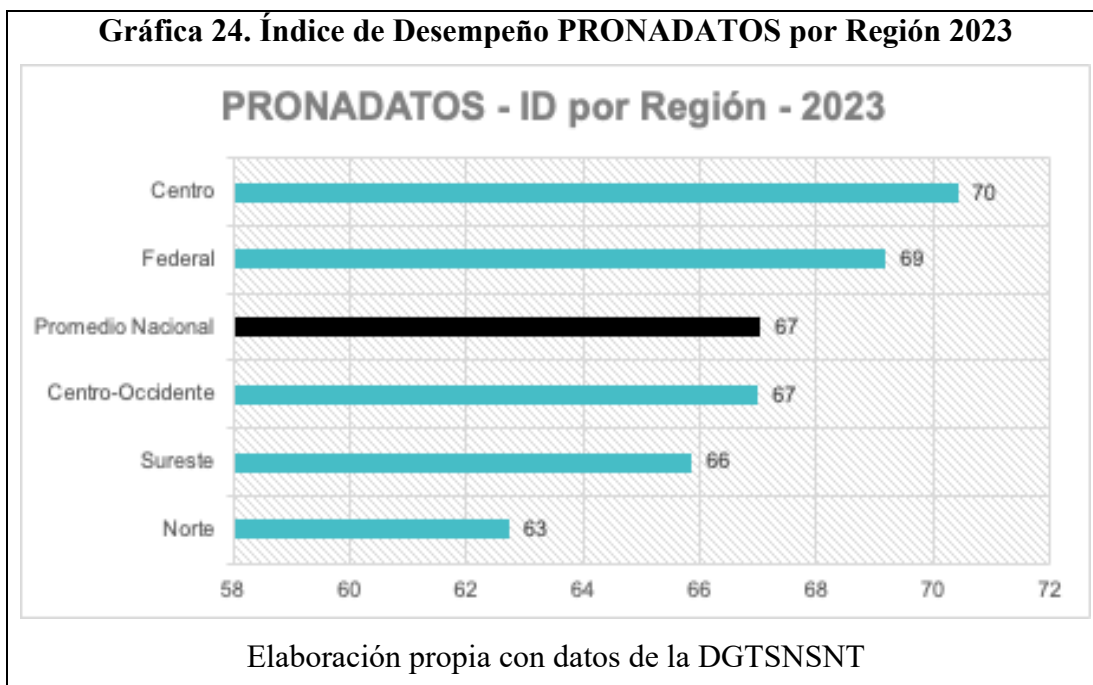 Gráfica 24. Índice de Desempeño PRONADATOS por Región 2023
PRONADATOS - ID por Región - 2023
Centro 70
Federal 69
Promedio Nacional 67
Centro-Occidente 67
Sureste 66
Norte 63
58 60 62 64 66 68 70 72
Elaboración propia con datos de la DGTSNSNT